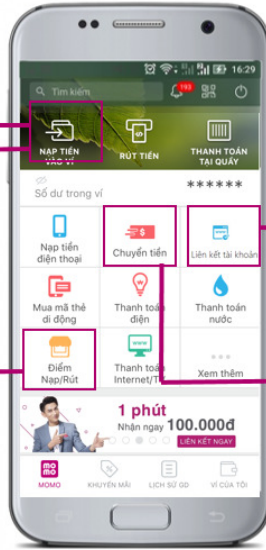 16:29
Tìm kiếm
193
NẠP TIỀN
VÀO VÍ
RÚT TIỀN
THANH TOÁN
TẠI QUẦY
Số dư trong ví
******
Nạp tiền
điện thoại
Chuyển tiền
Liên kết tài khoản
Mua mã thẻ
di động
Thanh toán
điện
Thanh toán
nước
Điểm
Nạp/Rút
Thanh toán
Internet/T
Xem thêm
1 phút
Nhận ngay 100.000đ
LIÊN KẾT NGAY
MOMO
KHUYẾN MÃI
LỊCH SỬ GD
VÍ CỦA TÔI